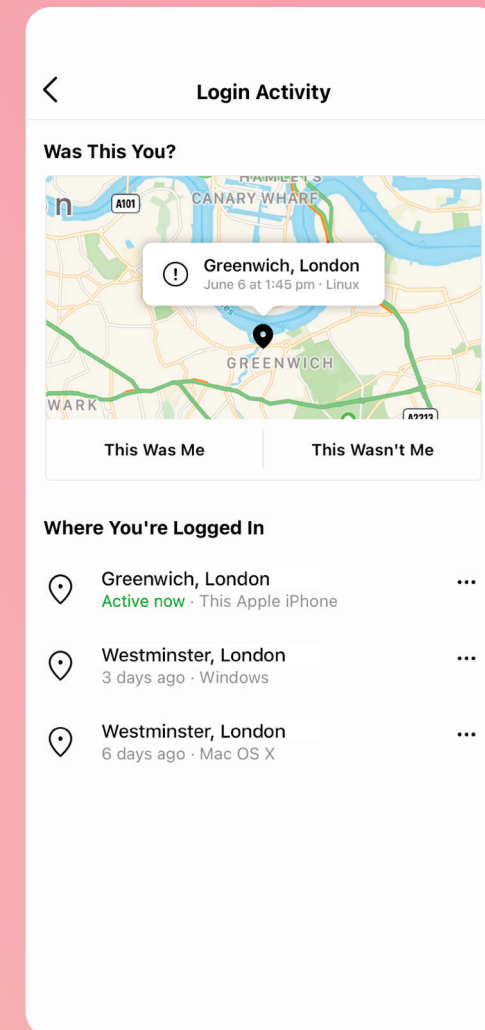 Login Activity
Was This You?
HAMLETS
CANARY WHARF
n
A101
Greenwich, London
June 6 at 1:45 pm · Linux
GREENWICH
WARK
A2213
This Was Me
This Wasn't Me
Where You're Logged In
Greenwich, London
Active now · This Apple iPhone
Westminster, London
3 days ago · Windows
Westminster, London
6 days ago · Mac OS X